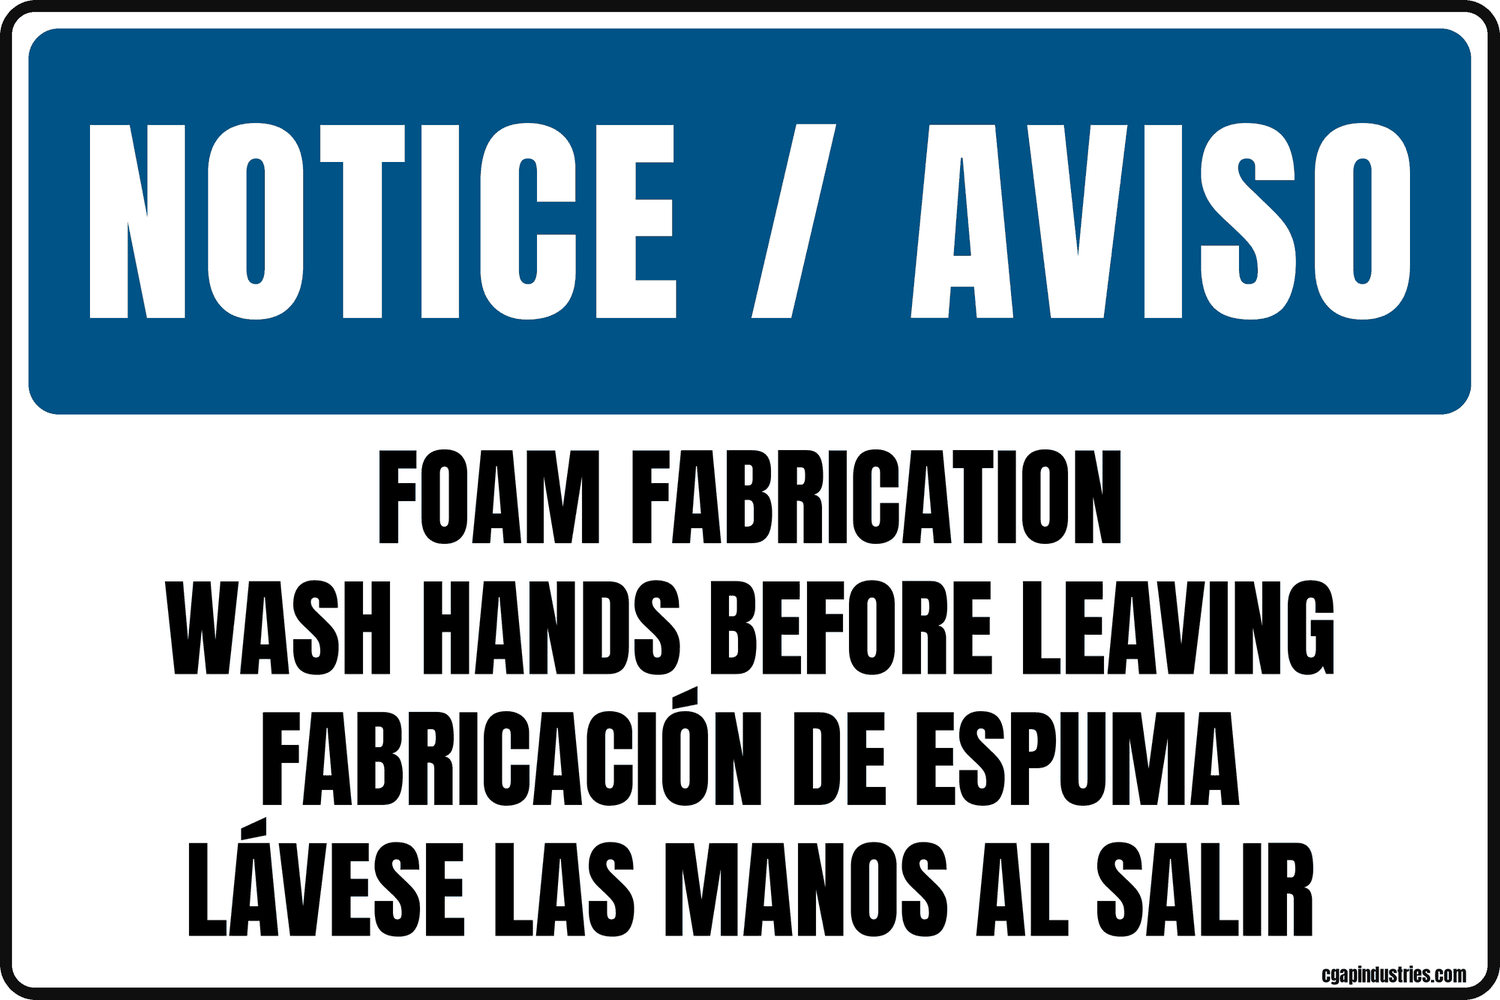 NOTICE / AVISO
FOAM FABRICATION
WASH HANDS BEFORE LEAVING
FABRICACIÓN DE ESPUMA
LÁVESE LAS MANOS AL SALIR
cgapindustries.com